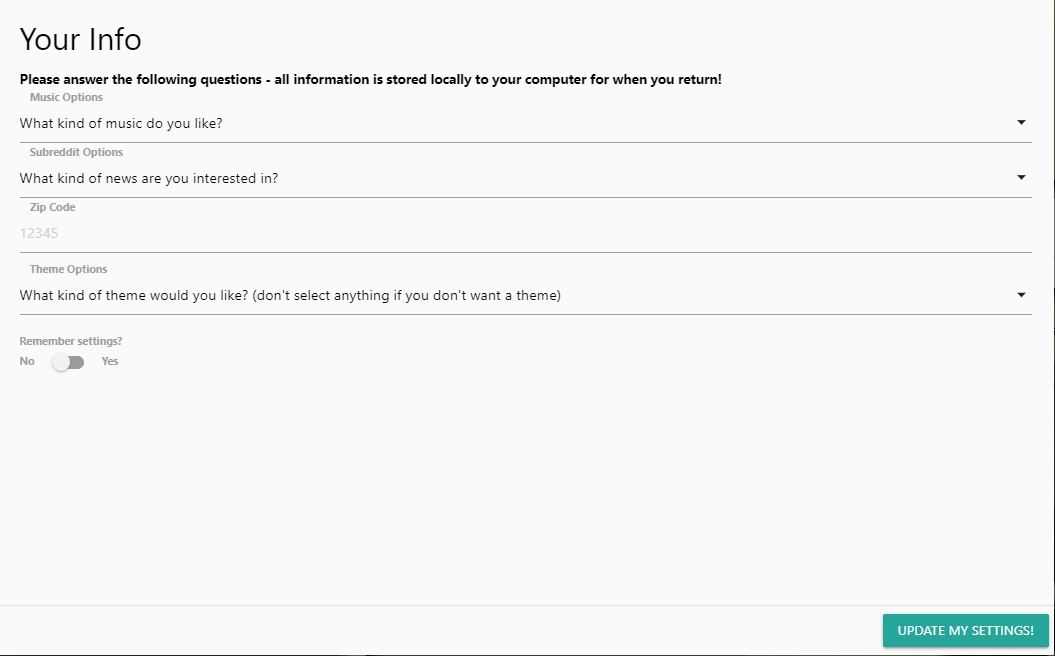 Your Info
Please answer the following questions - all information is stored locally to your computer for when you return!
Music Options
What kind of music do you like?
Subreddit Options
What kind of news are you interested in?
Zip Code
12345
Theme Options
What kind of theme would you like? (don't select anything if you don't want a theme)
Remember settings?
No Yes
UPDATE MY SETTINGS!